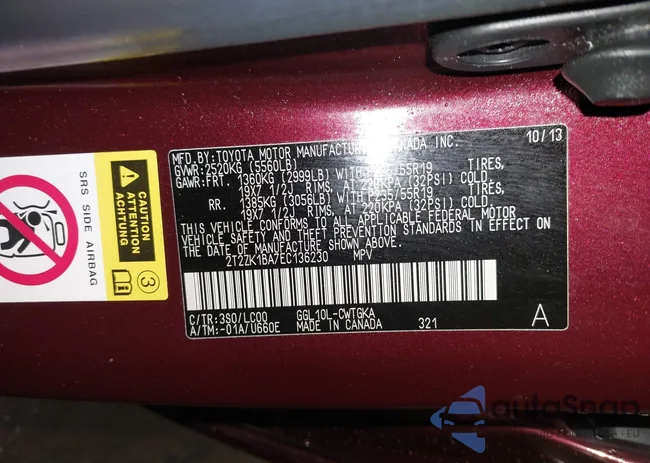 10/13
MFD.BY:TOYOTA MOTOR MANUFACTURING CANADA INC.
GVWR:2520KG (5560LB)
GAWR:FRT. 1360KG (2999LB) WITH 55R19 TIRES,
19X7 1/2J RIMS, AT 220KPA (32PSI) COLD
RR. 1385KG (3056LB) WITH /55R19 TIRES,
19X7 1/2J RIMS, AT 220KPA (32PSI) COLD
THIS VEHICLE CONFORMS TO ALL APPLICABLE FEDERAL MOTOR
VEHICLE SAFETY AND THEFT PREVENTION STANDARDS IN EFFECT ON
THE DATE OF MANUFACTURE SHOWN ABOVE.
2T2ZK1BA7EC136230 MPV
C/TR:3S0/LC00 GGL10L-CWTGKA
A/TM:-01A/U660E MADE IN CANADA 321 A
SRS SIDE AIRBAG
CAUTION
ATTENTION
ACHTUNG
3
autoSnap
EU